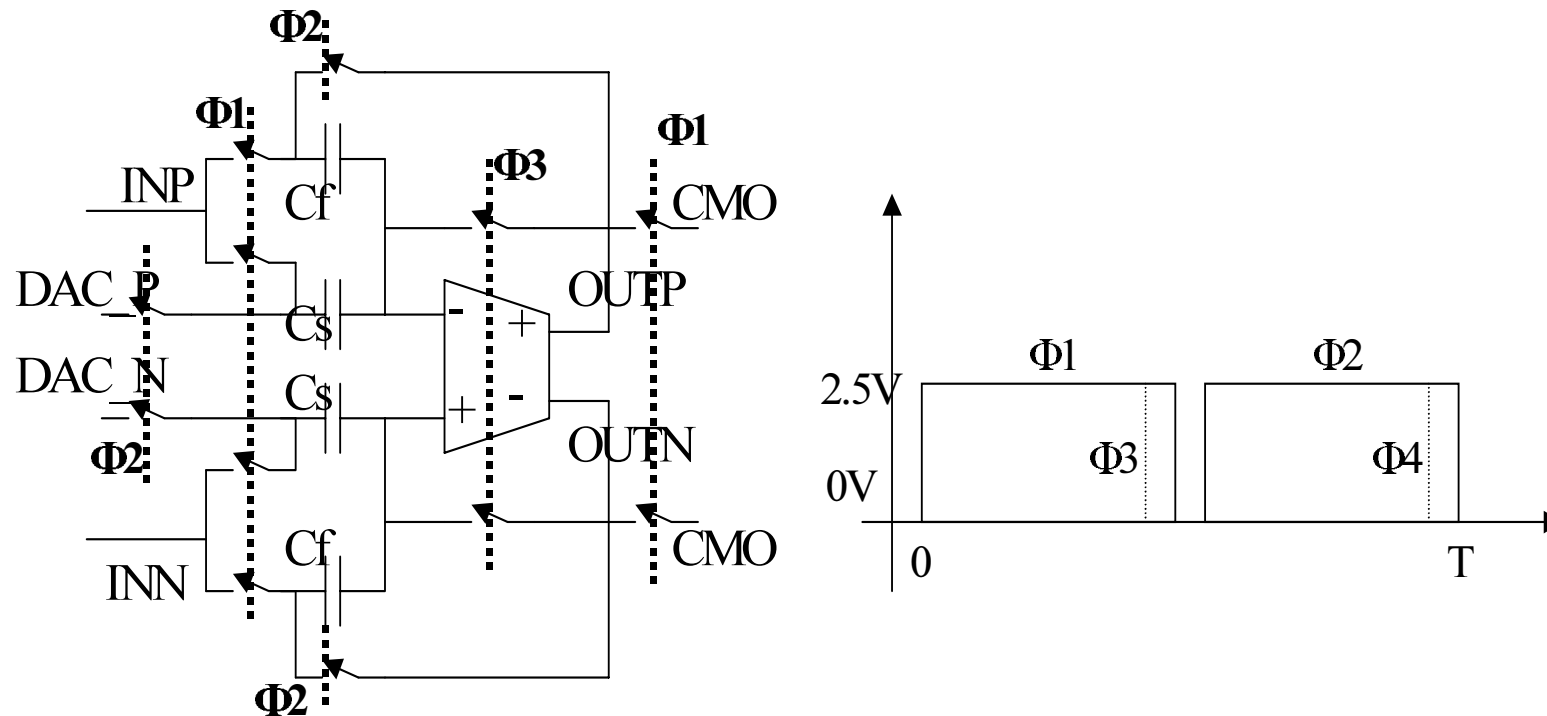 Φ2
Φ1
Φ1
Φ3
INP
Cf
CMO
DAC_P
OUTP
-
+
Cs
DAC_N
Cs
-
+
Φ2
OUTN
INN
Cf
CMO
Φ2
Φ1
Φ2
2.5V
Φ3
Φ4
0V
0
T